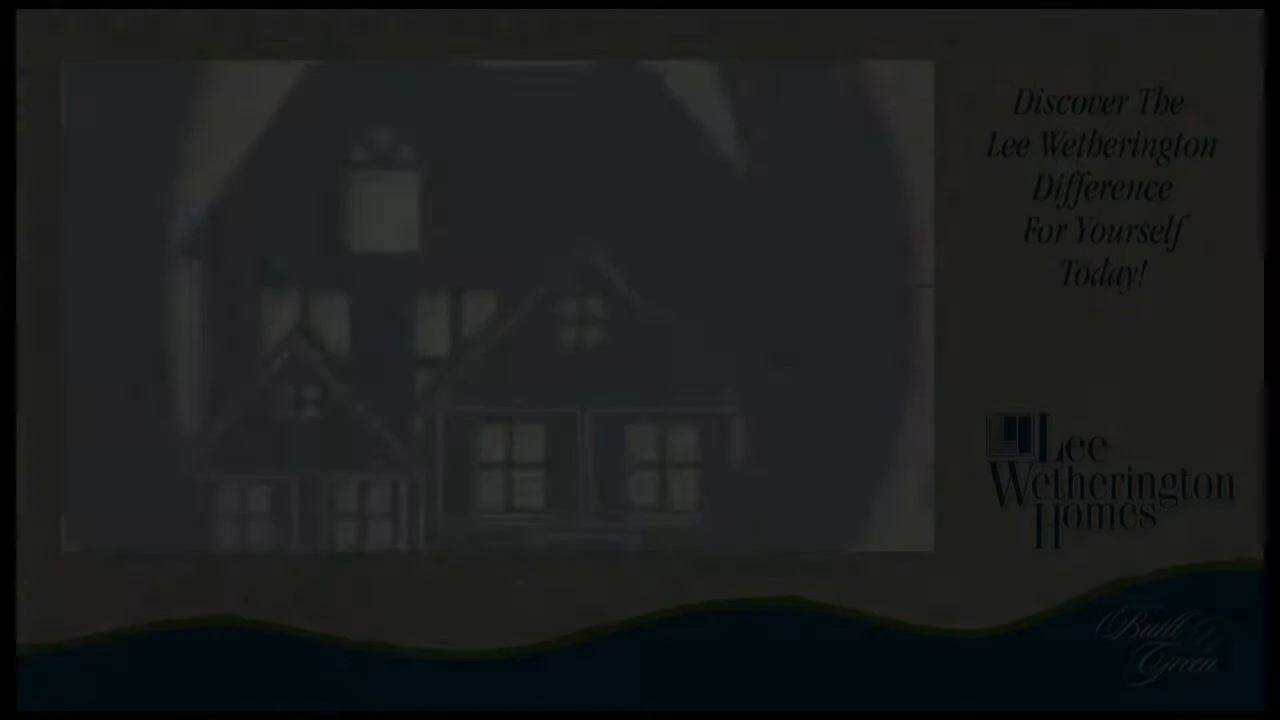 Discover The
Lee Wetherington
Difference
For Yourself
Today!
Lee
Wetherington
Homes
Built
Green